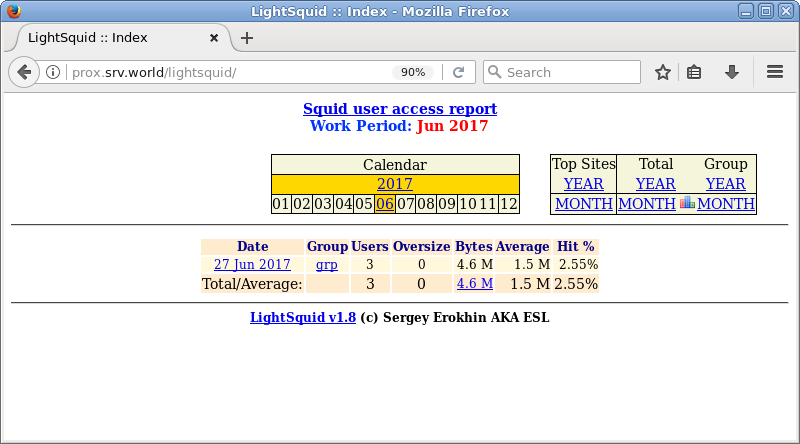 LightSquid :: Index - Mozilla Firefox
LightSquid :: Index
prox.srv.world/lightsquid/ 90% Search
Squid user access report
Work Period: Jun 2017
Calendar
2017
01 02 03 04 05 06 07 08 09 10 11 12
Top Sites Total Group
YEAR YEAR YEAR
MONTH MONTH MONTH
Date Group Users Oversize Bytes Average Hit %
27 Jun 2017 grp 3 0 4.6 M 1.5 M 2.55%
Total/Average: 3 0 4.6 M 1.5 M 2.55%
LightSquid v1.8 (c) Sergey Erokhin AKA ESL